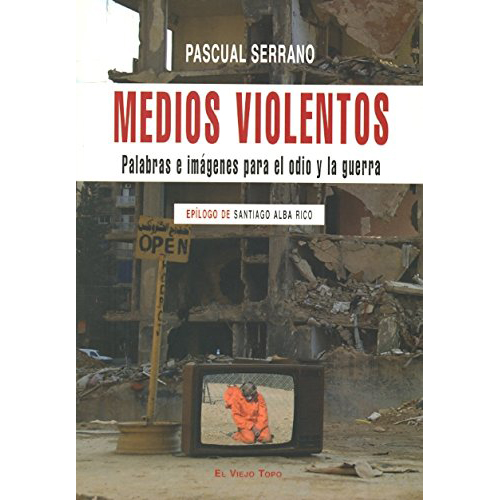 PASCUAL SERRANO
MEDIOS VIOLENTOS
Palabras e imágenes para el odio y la guerra
EPÍLOGO DE SANTIAGO ALBA RICO
OPEN
EL VIEJO TOPO